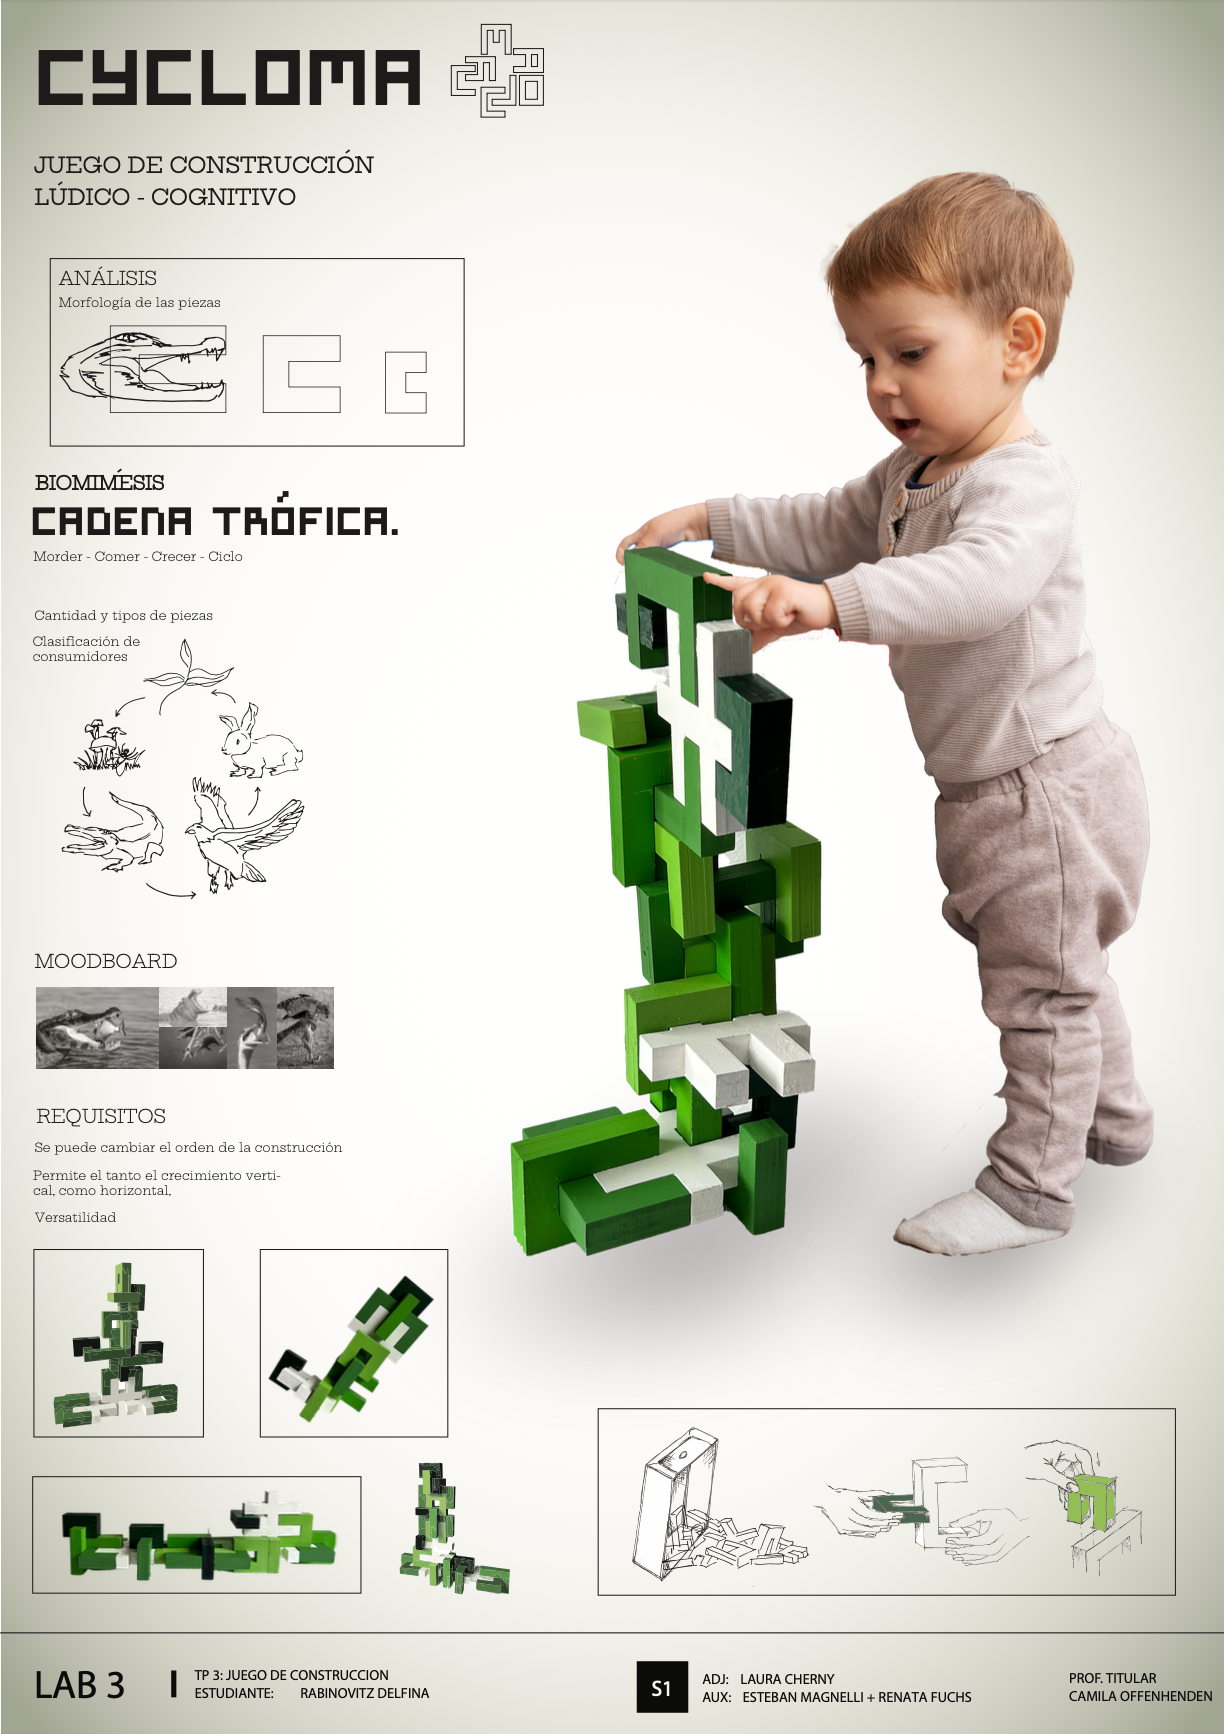 CYCLOMA
JUEGO DE CONSTRUCCIÓN
LÚDICO - COGNITIVO
ANÁLISIS
Morfología de las piezas
BIOMIMÉSIS
CADENA TRÓFICA.
Morder - Comer - Crecer - Ciclo
Cantidad y tipos de piezas
Clasificación de
consumidores
MOODBOARD
REQUISITOS
Se puede cambiar el orden de la construcción
Permite el tanto el crecimiento verti-
cal, como horizontal,
Versatilidad
LAB 3
TP 3: JUEGO DE CONSTRUCCION
ESTUDIANTE: RABINOVITZ DELFINA
S1
ADJ: LAURA CHERNY
AUX: ESTEBAN MAGNELLI + RENATA FUCHS
PROF. TITULAR
CAMILA OFFENHENDEN